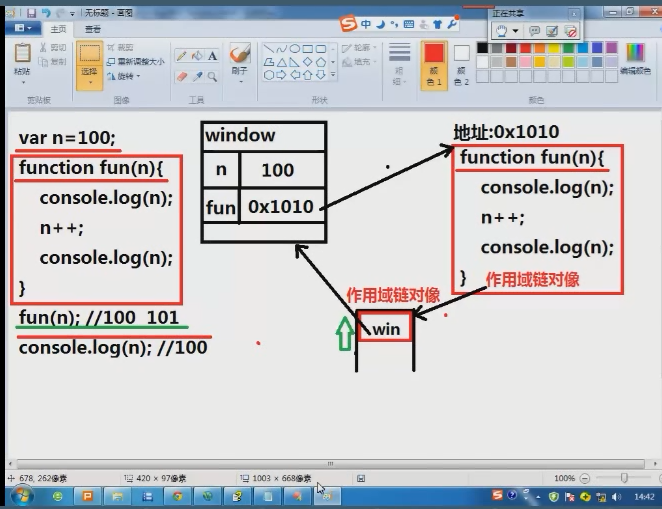 无标题 - 画图
中
正在共享
主页
查看
粘贴
剪切
复制
剪贴板
选择
裁剪
重新调整大小
旋转
图像
A
工具
刷子
形状
轮廓
填充
粗细
颜色 1
颜色 2
颜色
编辑颜色
var n=100;
function fun(n){
console.log(n);
n++;
console.log(n);
}
fun(n); //100 101
console.log(n); //100
window
n 100
fun 0x1010
地址:0x1010
function fun(n){
console.log(n);
n++;
console.log(n);
}
作用域链对像
作用域链对像
win
678, 262像素
420 × 97像素
1003 × 668像素
100%
14:42